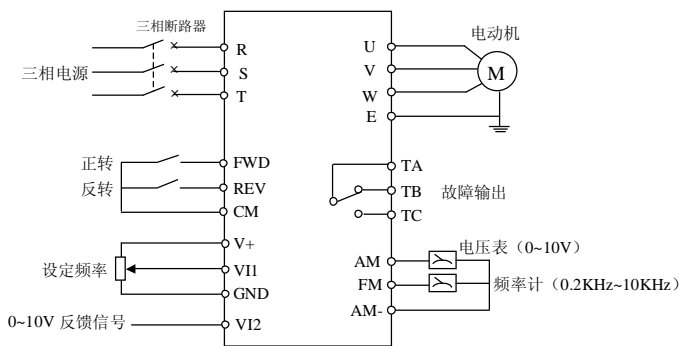 三相断路器
三相电源
R
S
T
U
V
W
E
电动机
M
正转
反转
FWD
REV
CM
TA
TB
TC
故障输出
设定频率
V+
VI1
GND
0~10V 反馈信号
VI2
AM
FM
AM-
电压表（0~10V）
频率计（0.2KHz~10KHz）